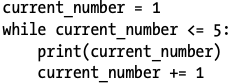 current_number = 1
while current_number <= 5:
    print(current_number)
    current_number += 1